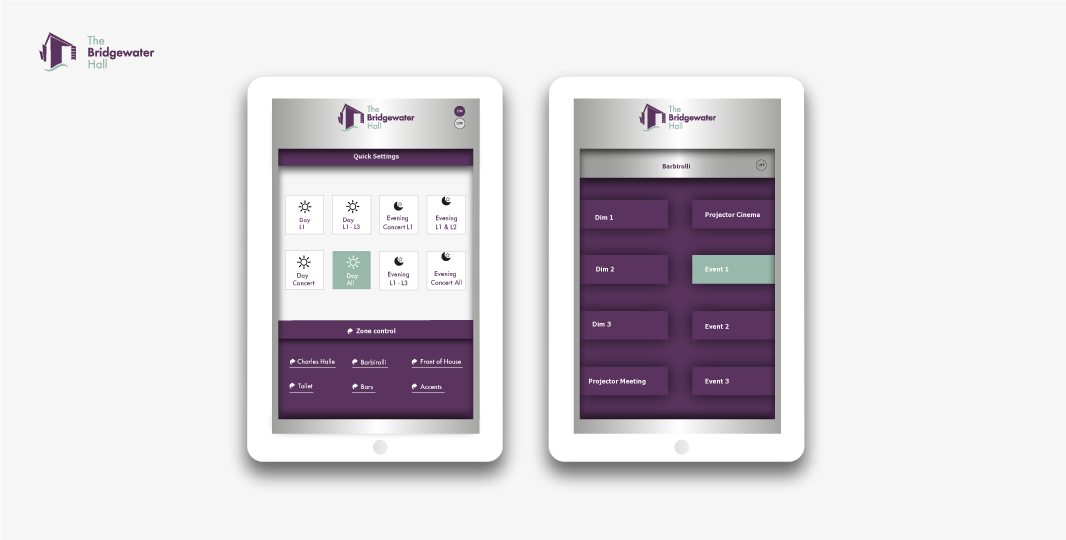 The
Bridgewater
Hall
The
Bridgewater
Hall
ON
OFF
Quick Settings
Day
L1
Day
L1 - L3
Evening
Concert L1
Evening
L1 & L2
Day
Concert
Day
All
Evening
L1 - L3
Evening
Concert All
Zone control
Charles Halle
Barbirolli
Front of House
Toilet
Bars
Accents
The
Bridgewater
Hall
Barbirolli
OFF
Dim 1
Projector Cinema
Dim 2
Event 1
Dim 3
Event 2
Projector Meeting
Event 3